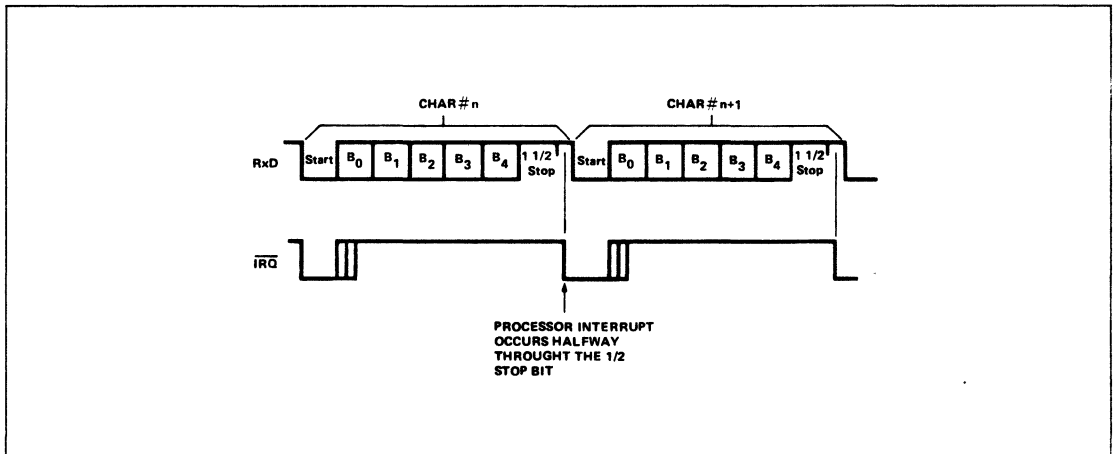 CHAR#n CHAR#n+1
RxD Start B0 B1 B2 B3 B4 1 1/2 Stop Start B0 B1 B2 B3 B4 1 1/2 Stop
IRQ
PROCESSOR INTERRUPT
OCCURS HALFWAY
THROUGHT THE 1/2
STOP BIT